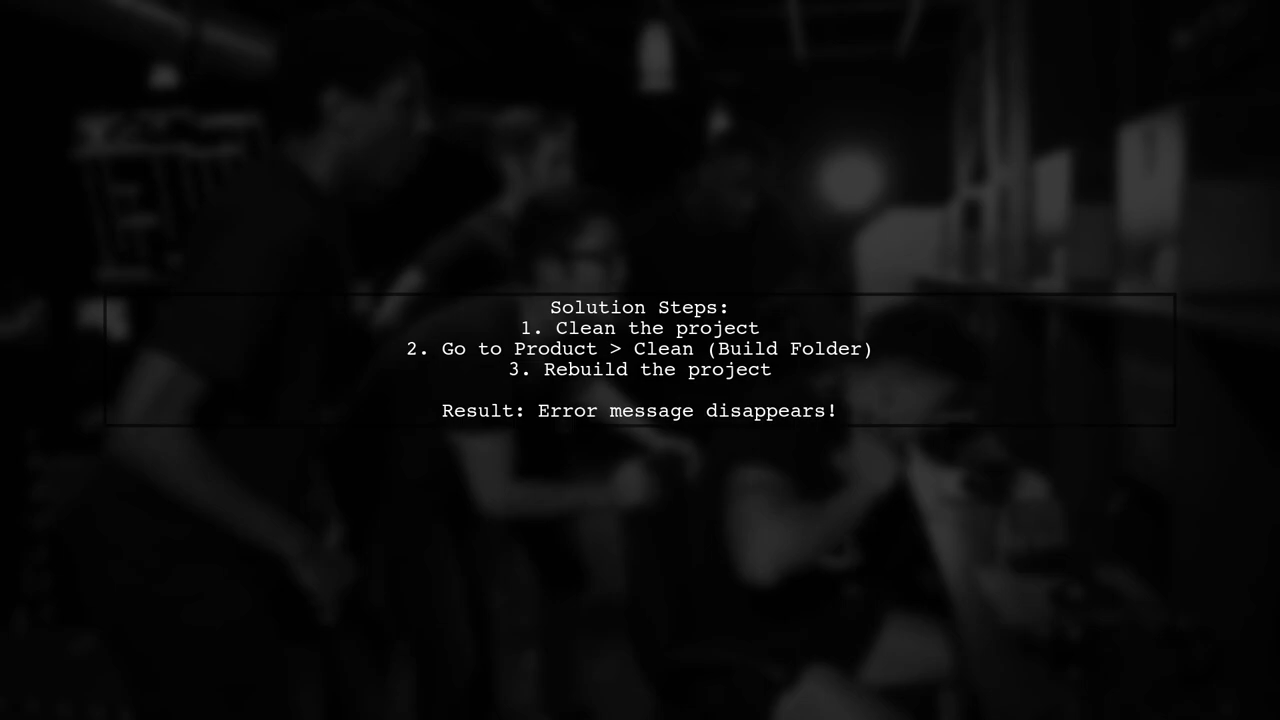 Solution Steps:
1. Clean the project
2. Go to Product > Clean (Build Folder)
3. Rebuild the project
Result: Error message disappears!